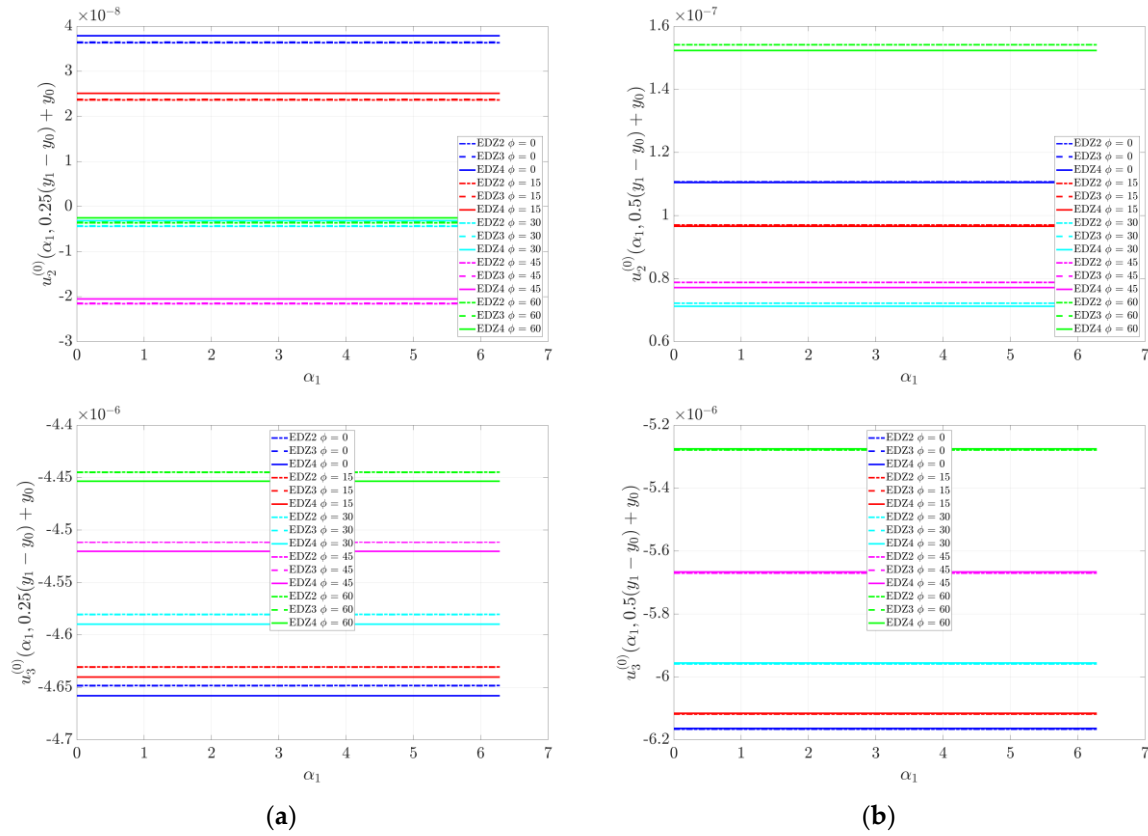 ×10⁻⁸
4
3
2
1
0
-1
-2
-3
u₂⁽⁰⁾(α₁, 0.25(y₁ − y₀) + y₀)
EDZ2 ϕ = 0
EDZ3 ϕ = 0
EDZ4 ϕ = 0
EDZ2 ϕ = 15
EDZ3 ϕ = 15
EDZ4 ϕ = 15
EDZ2 ϕ = 30
EDZ3 ϕ = 30
EDZ4 ϕ = 30
EDZ2 ϕ = 45
EDZ3 ϕ = 45
EDZ4 ϕ = 45
EDZ2 ϕ = 60
EDZ3 ϕ = 60
EDZ4 ϕ = 60
0 1 2 3 4 5 6 7
α₁
×10⁻⁷
1.6
1.4
1.2
1
0.8
0.6
u₂⁽⁰⁾(α₁, 0.5(y₁ − y₀) + y₀)
EDZ2 ϕ = 0
EDZ3 ϕ = 0
EDZ4 ϕ = 0
EDZ2 ϕ = 15
EDZ3 ϕ = 15
EDZ4 ϕ = 15
EDZ2 ϕ = 30
EDZ3 ϕ = 30
EDZ4 ϕ = 30
EDZ2 ϕ = 45
EDZ3 ϕ = 45
EDZ4 ϕ = 45
EDZ2 ϕ = 60
EDZ3 ϕ = 60
EDZ4 ϕ = 60
0 1 2 3 4 5 6 7
α₁
×10⁻⁶
-4.4
-4.45
-4.5
-4.55
-4.6
-4.65
-4.7
u₃⁽⁰⁾(α₁, 0.25(y₁ − y₀) + y₀)
EDZ2 ϕ = 0
EDZ3 ϕ = 0
EDZ4 ϕ = 0
EDZ2 ϕ = 15
EDZ3 ϕ = 15
EDZ4 ϕ = 15
EDZ2 ϕ = 30
EDZ3 ϕ = 30
EDZ4 ϕ = 30
EDZ2 ϕ = 45
EDZ3 ϕ = 45
EDZ4 ϕ = 45
EDZ2 ϕ = 60
EDZ3 ϕ = 60
EDZ4 ϕ = 60
0 1 2 3 4 5 6 7
α₁
×10⁻⁶
-5.2
-5.4
-5.6
-5.8
-6
-6.2
u₃⁽⁰⁾(α₁, 0.5(y₁ − y₀) + y₀)
EDZ2 ϕ = 0
EDZ3 ϕ = 0
EDZ4 ϕ = 0
EDZ2 ϕ = 15
EDZ3 ϕ = 15
EDZ4 ϕ = 15
EDZ2 ϕ = 30
EDZ3 ϕ = 30
EDZ4 ϕ = 30
EDZ2 ϕ = 45
EDZ3 ϕ = 45
EDZ4 ϕ = 45
EDZ2 ϕ = 60
EDZ3 ϕ = 60
EDZ4 ϕ = 60
0 1 2 3 4 5 6 7
α₁
(a)
(b)